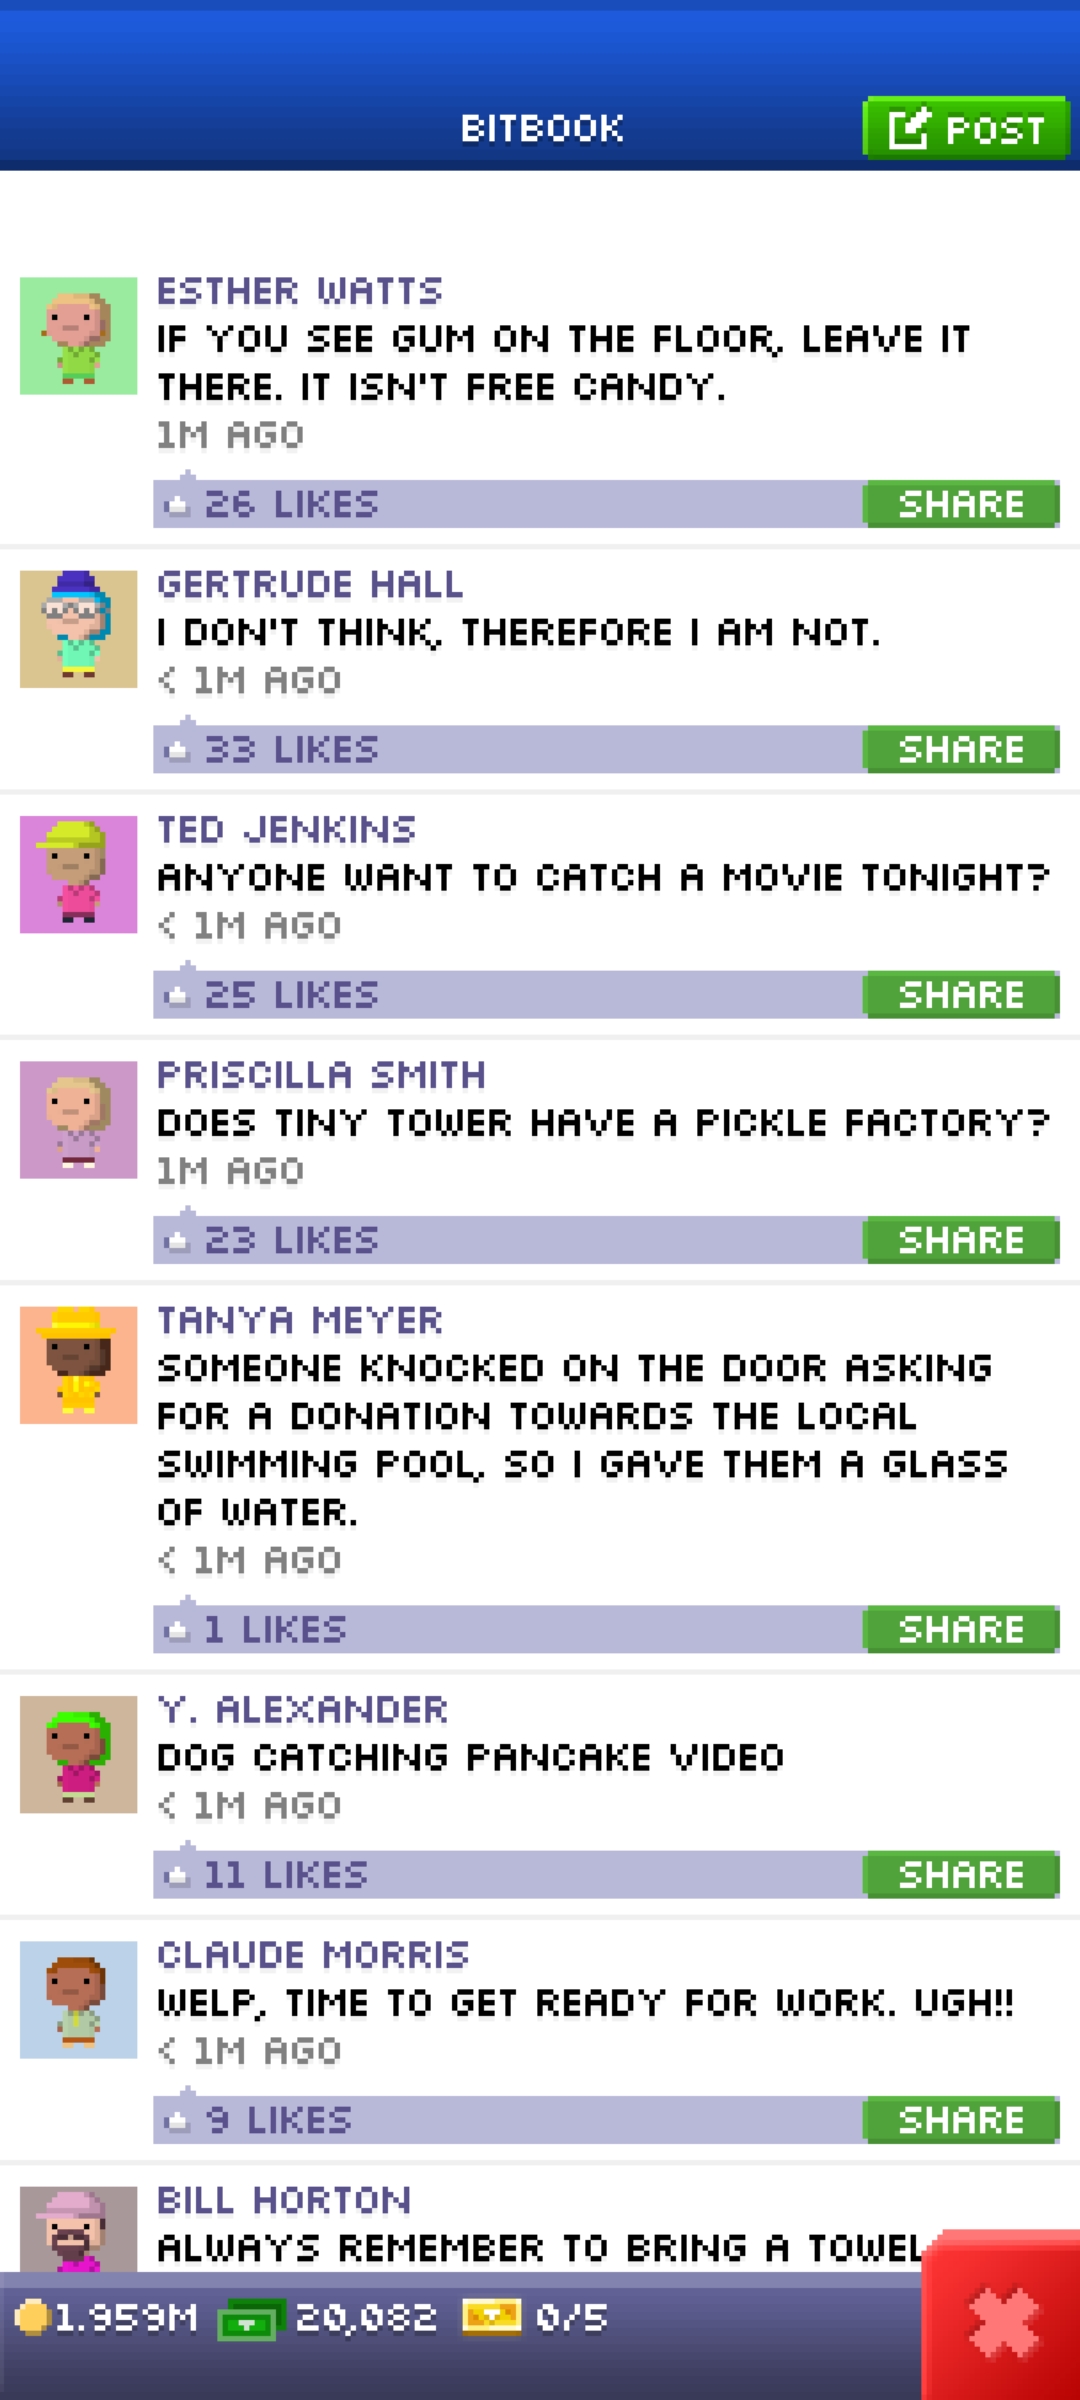 BITBOOK
POST
ESTHER WATTS
IF YOU SEE GUM ON THE FLOOR, LEAVE IT
THERE. IT ISN'T FREE CANDY.
1M AGO
26 LIKES
SHARE
GERTRUDE HALL
I DON'T THINK, THEREFORE I AM NOT.
< 1M AGO
33 LIKES
SHARE
TED JENKINS
ANYONE WANT TO CATCH A MOVIE TONIGHT?
< 1M AGO
25 LIKES
SHARE
PRISCILLA SMITH
DOES TINY TOWER HAVE A PICKLE FACTORY?
1M AGO
23 LIKES
SHARE
TANYA MEYER
SOMEONE KNOCKED ON THE DOOR ASKING
FOR A DONATION TOWARDS THE LOCAL
SWIMMING POOL, SO I GAVE THEM A GLASS
OF WATER.
< 1M AGO
1 LIKES
SHARE
Y. ALEXANDER
DOG CATCHING PANCAKE VIDEO
< 1M AGO
11 LIKES
SHARE
CLAUDE MORRIS
WELP, TIME TO GET READY FOR WORK. UGH!!
< 1M AGO
9 LIKES
SHARE
BILL HORTON
ALWAYS REMEMBER TO BRING A TOWEL
1.959M 20,082 0/5